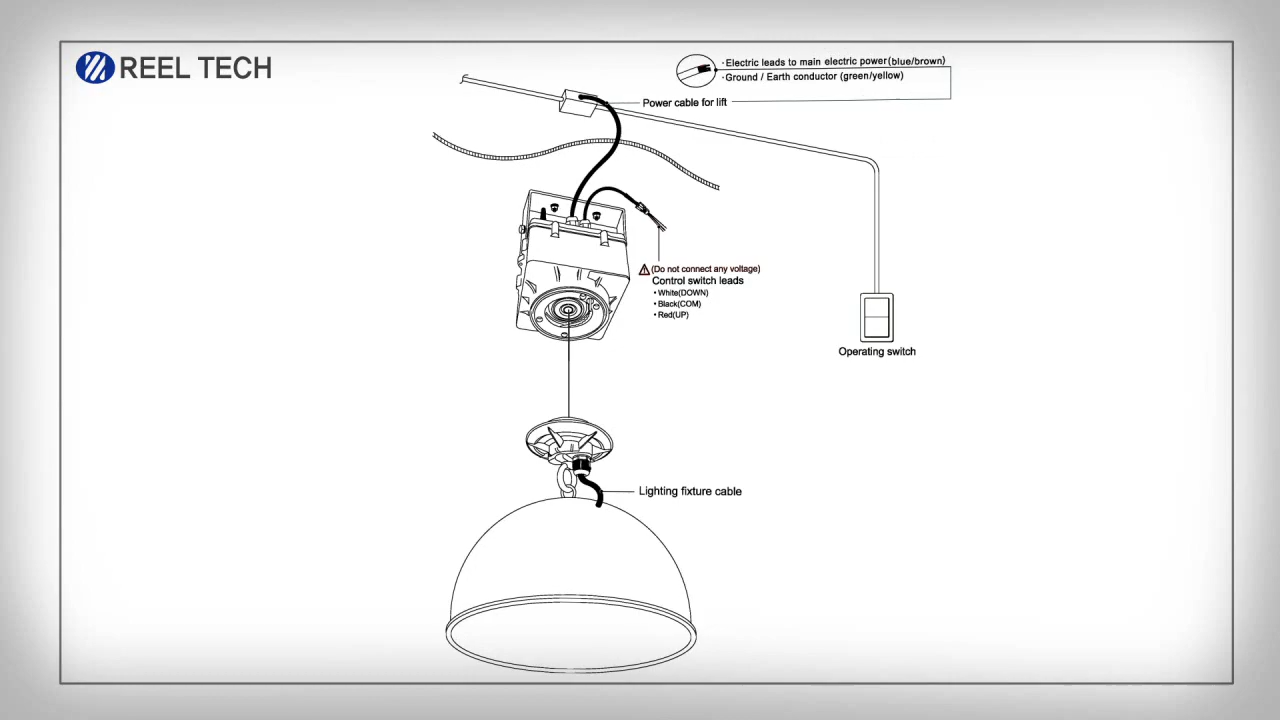 REEL TECH
· Electric leads to main electric power(blue/brown)
· Ground / Earth conductor (green/yellow)
Power cable for lift
(Do not connect any voltage)
Control switch leads
• White(DOWN)
• Black(COM)
• Red(UP)
Operating switch
Lighting fixture cable